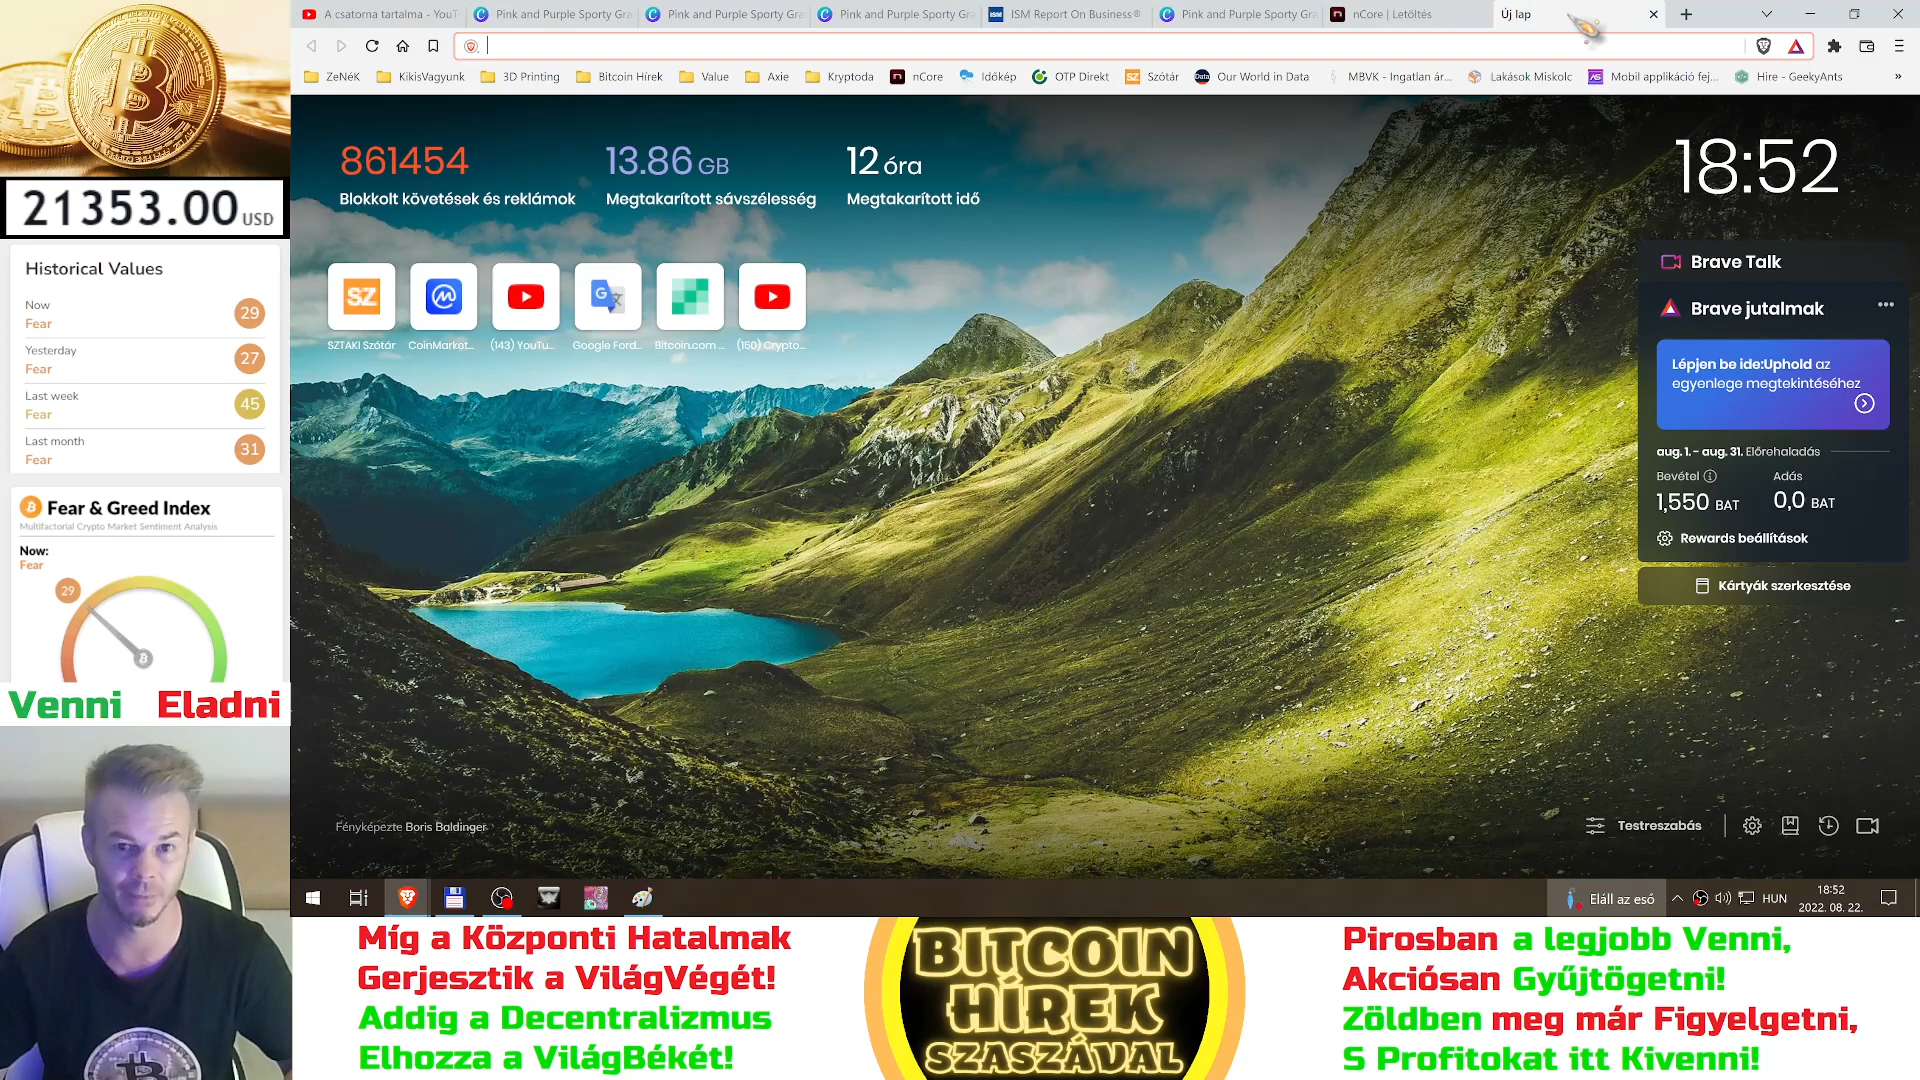 A csatorna tartalma - YouT
Pink and Purple Sporty Gra
Pink and Purple Sporty Gra
Pink and Purple Sporty Gra
ISM Report On Business®
Pink and Purple Sporty Gra
nCore | Letöltés
Új lap
ZeNéK
KikisVagyunk
3D Printing
Bitcoin Hírek
Value
Axie
Kryptoda
nCore
Időkép
OTP Direkt
Szótár
Our World in Data
MBVK - Ingatlan ár...
Lakások Miskolc
Mobil applikáció fej...
Hire - GeekyAnts
»
861454
Blokkolt követések és reklámok
13.86 GB
Megtakarított sávszélesség
12 óra
Megtakarított idő
18:52
21353.00 USD
Historical Values
Now
Fear
29
Yesterday
Fear
27
Last week
Fear
45
Last month
Fear
31
Fear & Greed Index
Multifactorial Crypto Market Sentiment Analysis
Now:
Fear
29
Venni Eladni
SZ
SZTAKI Szótár
CoinMarket...
(143) YouTu...
Google Ford...
Bitcoin.com ...
(150) Crypto...
Brave Talk
Brave jutalmak
Lépjen be ide:Uphold az
egyenlege megtekintéséhez
aug. 1. - aug. 31. Előrehaladás
Bevétel
1,550 BAT
Adás
0,0 BAT
Rewards beállítások
Kártyák szerkesztése
Fényképezte Boris Baldinger
Testreszabás
Eláll az eső
HUN
18:52
2022. 08. 22.
Míg a Központi Hatalmak
Gerjesztik a VilágVégét!
Addig a Decentralizmus
Elhozza a VilágBékét!
BITCOIN
HÍREK
SZASZÁVAL
Pirosban a legjobb Venni,
Akciósan Gyűjtögetni!
Zöldben meg már Figyelgetni,
S Profitokat itt Kivenni!